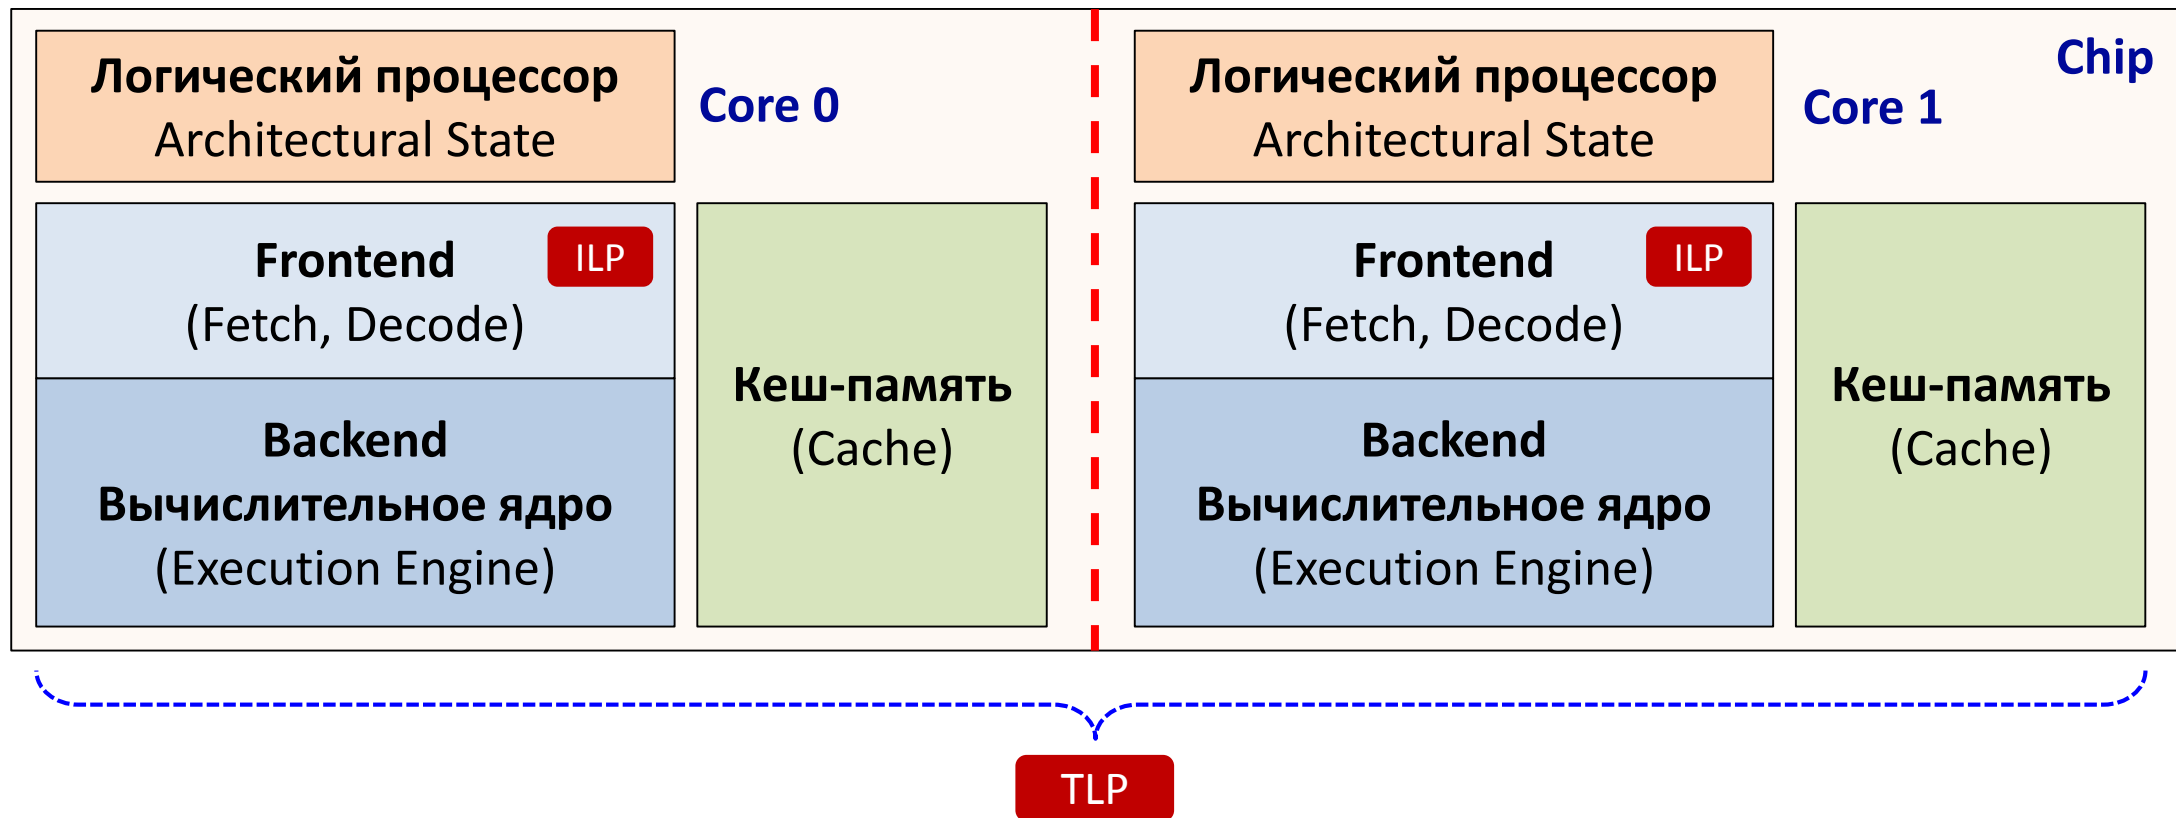 Логический процессор
Architectural State
Core 0
Frontend
ILP
(Fetch, Decode)
Backend
Вычислительное ядро
(Execution Engine)
Кеш-память
(Cache)
Логический процессор
Architectural State
Core 1
Chip
Frontend
ILP
(Fetch, Decode)
Backend
Вычислительное ядро
(Execution Engine)
Кеш-память
(Cache)
TLP